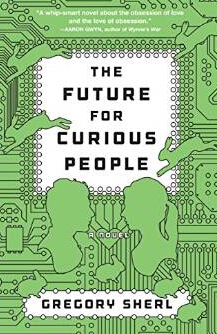 "A whip-smart novel about the obsession of love
and the love of obsession."
—AARON GWYN, author of Wynne's War
THE
FUTURE
FOR
CURIOUS
PEOPLE
A NOVEL
GREGORY SHERL